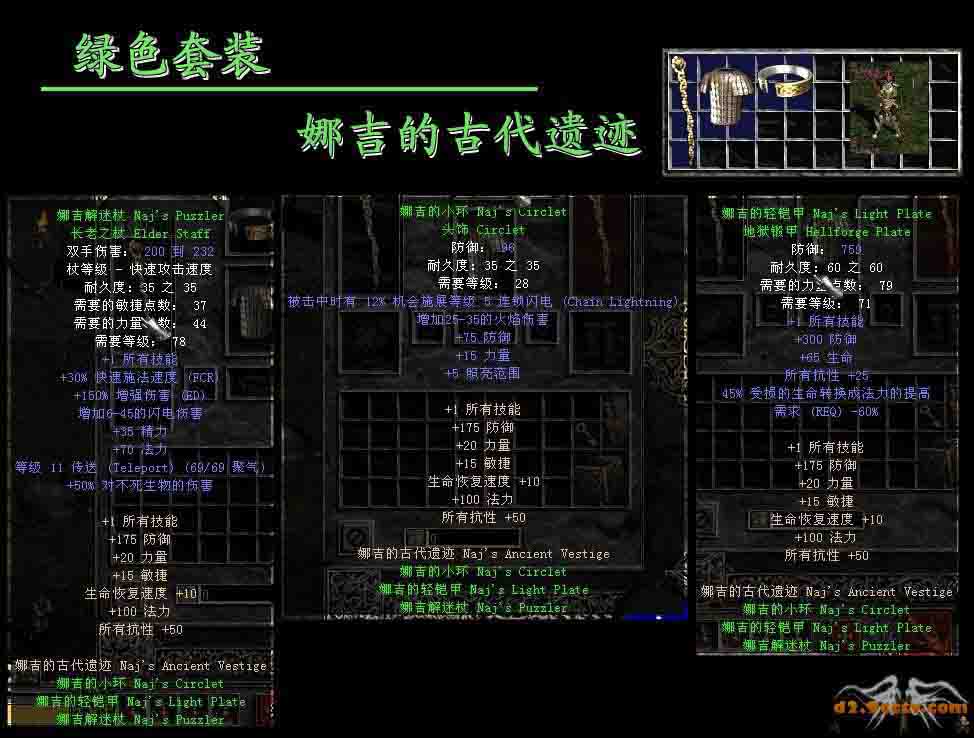 绿色套装
娜吉的古代遗迹
娜吉解迷杖 Naj's Puzzler
长老之杖 Elder Staff
双手伤害： 200 到 232
杖等级 - 快速攻击速度
耐久度：35 之 35
需要的敏捷点数： 37
需要的力量点数： 44
需要等级： 78
+1 所有技能
+30% 快速施法速度 (FCR)
+150% 增强伤害 (ED)
增加6-45的闪电伤害
+35 精力
+70 法力
等级 11 传送 (Teleport) (69/69 聚气)
+50% 对不死生物的伤害
+1 所有技能
+175 防御
+20 力量
+15 敏捷
生命恢复速度 +10
+100 法力
所有抗性 +50
娜吉的古代遗迹 Naj's Ancient Vestige
娜吉的小环 Naj's Circlet
娜吉的轻铠甲 Naj's Light Plate
娜吉解迷杖 Naj's Puzzler
娜吉的小环 Naj's Circlet
头饰 Circlet
防御： 96
耐久度：35 之 35
需要等级： 28
被击中时有 12% 机会施展等级 5 连锁闪电 (Chain Lightning)
增加25-35的火焰伤害
+75 防御
+15 力量
+5 照亮范围
+1 所有技能
+175 防御
+20 力量
+15 敏捷
生命恢复速度 +10
+100 法力
所有抗性 +50
娜吉的古代遗迹 Naj's Ancient Vestige
娜吉的小环 Naj's Circlet
娜吉的轻铠甲 Naj's Light Plate
娜吉解迷杖 Naj's Puzzler
娜吉的轻铠甲 Naj's Light Plate
地狱锻甲 Hellforge Plate
防御： 759
耐久度：60 之 60
需要的力量点数： 79
需要等级： 71
+1 所有技能
+300 防御
+65 生命
所有抗性 +25
45% 受损的生命转换成法力的提高
需求 (REQ) -60%
+1 所有技能
+175 防御
+20 力量
+15 敏捷
生命恢复速度 +10
+100 法力
所有抗性 +50
娜吉的古代遗迹 Naj's Ancient Vestige
娜吉的小环 Naj's Circlet
娜吉的轻铠甲 Naj's Light Plate
娜吉解迷杖 Naj's Puzzler